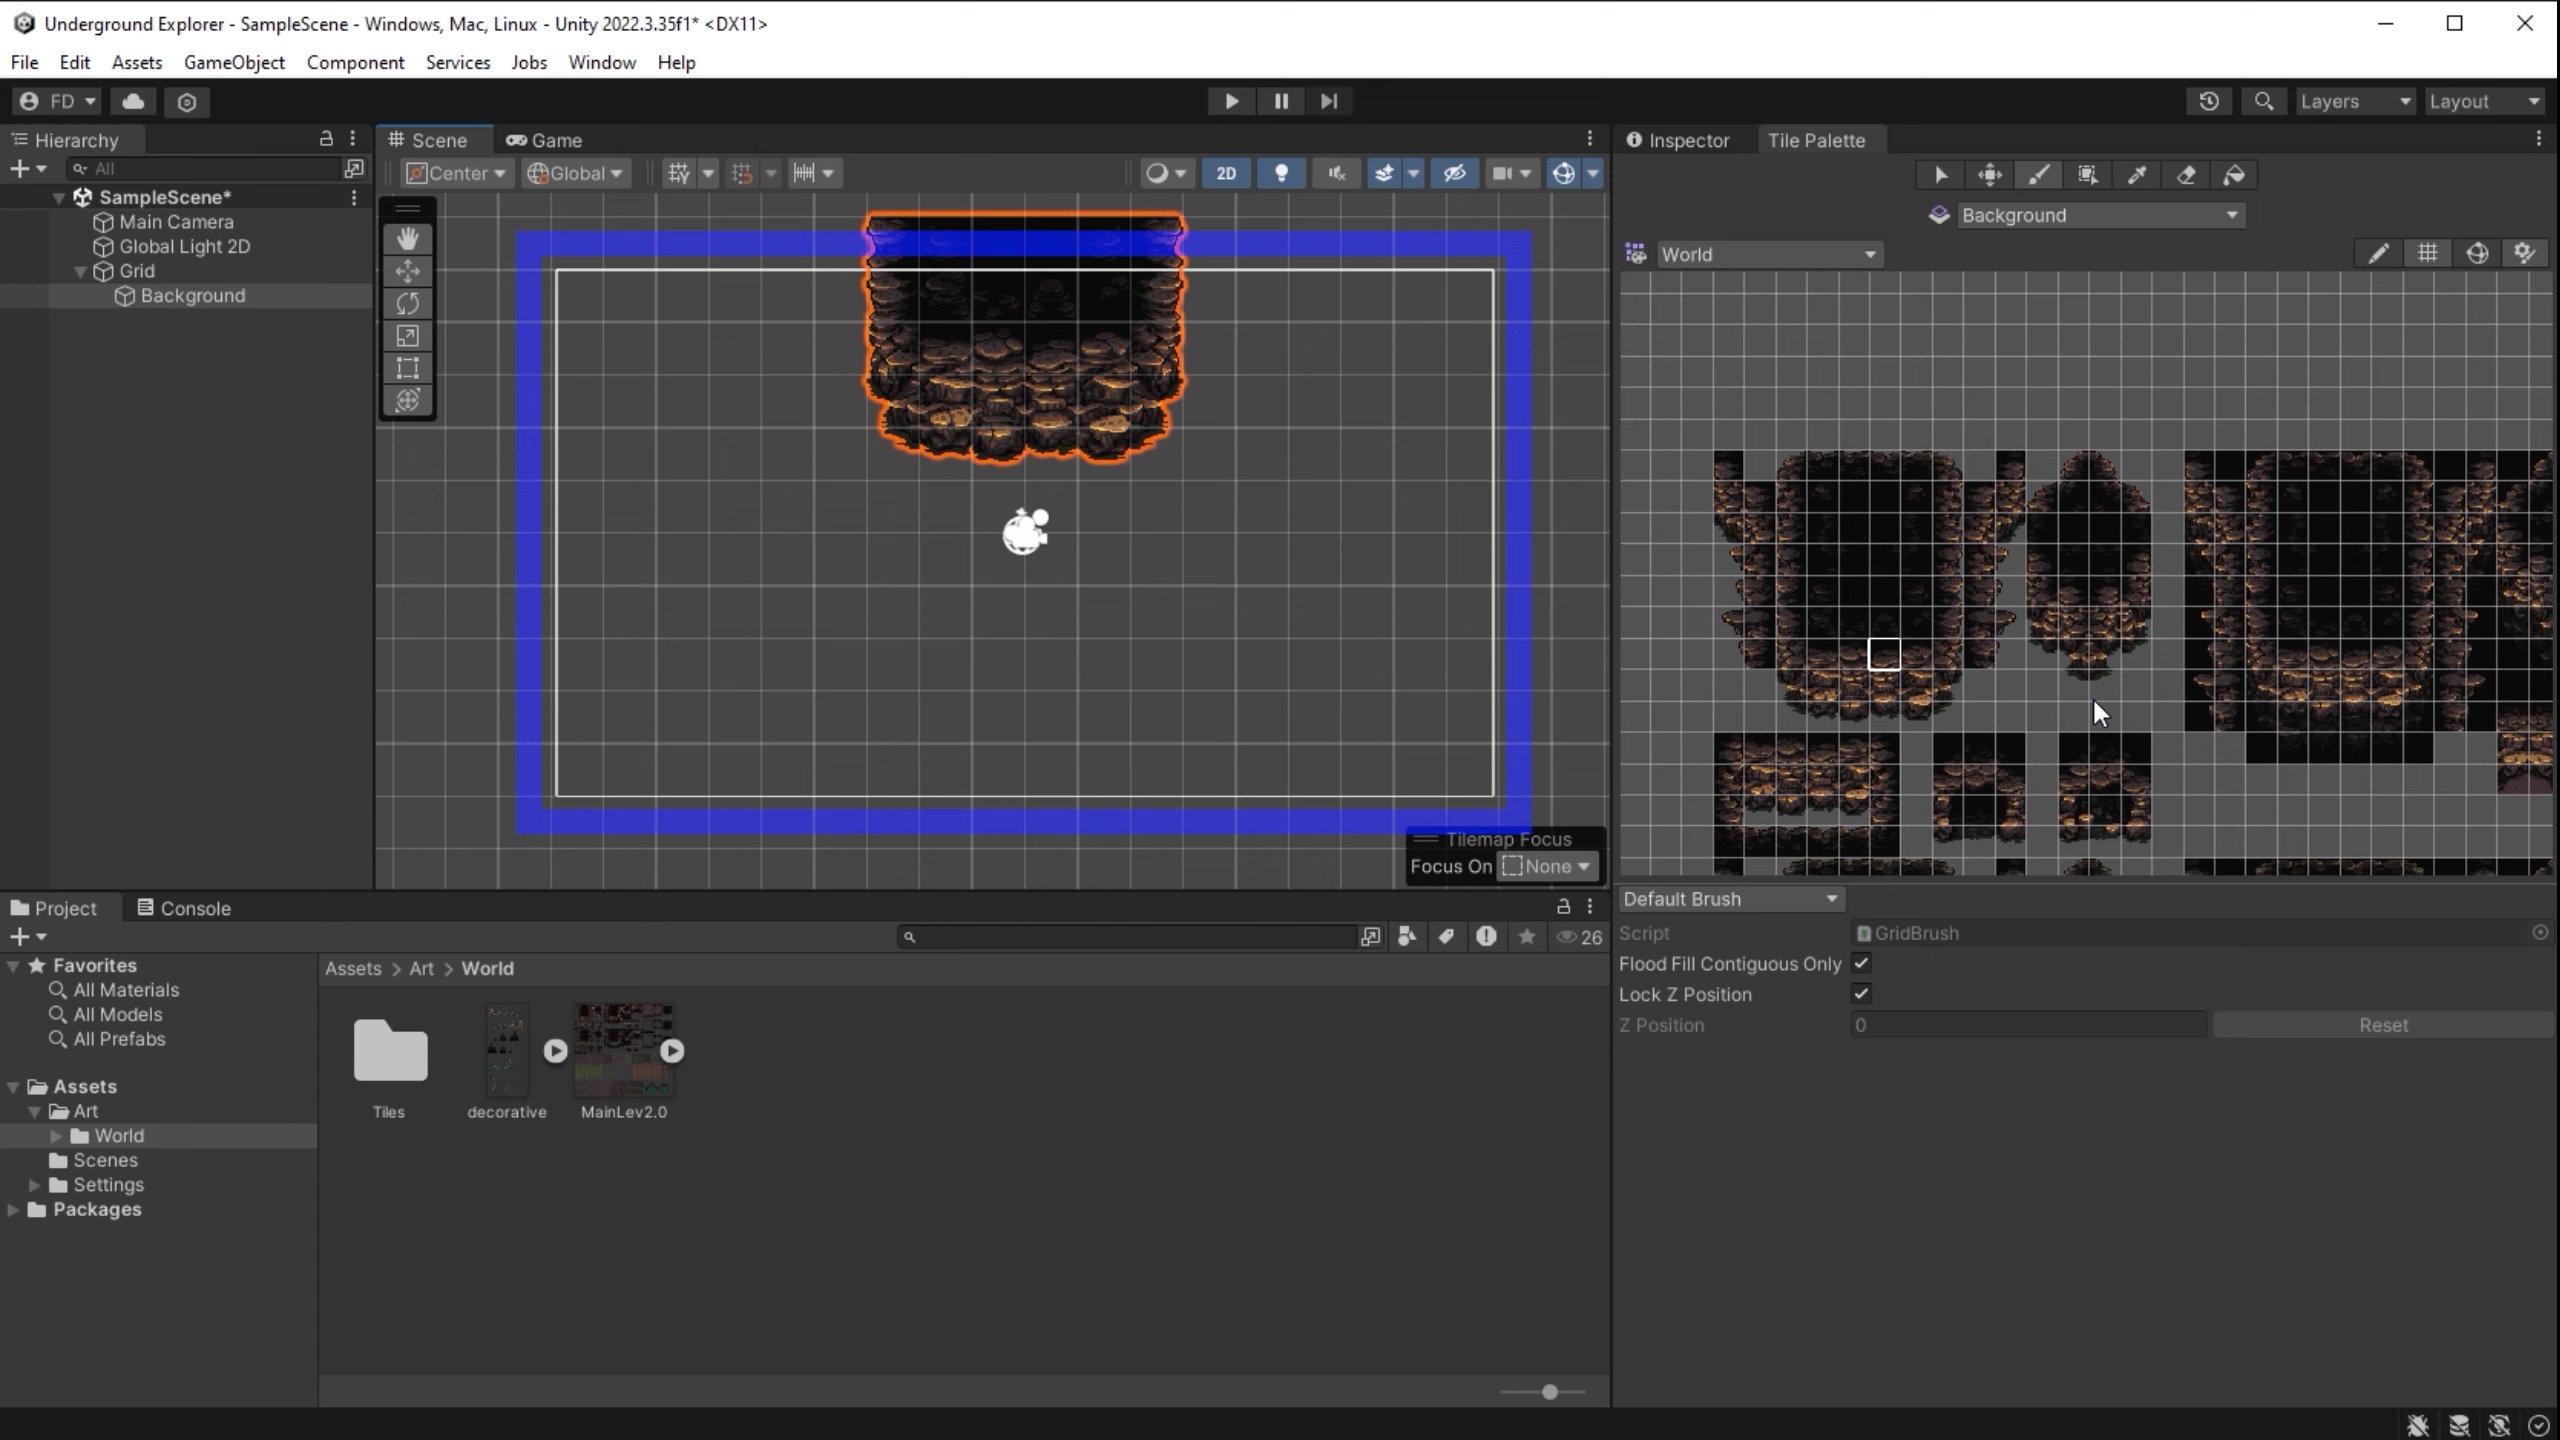 Underground Explorer - SampleScene - Windows, Mac, Linux - Unity 2022.3.35f1* <DX11>
File Edit Assets GameObject Component Services Jobs Window Help
FD Layers Layout
Hierarchy
All
SampleScene*
Main Camera
Global Light 2D
Grid
Background
Scene Game
Center Global 2D
Tilemap Focus
Focus On None
Inspector Tile Palette
Background
World
Default Brush
Script GridBrush
Flood Fill Contiguous Only
Lock Z Position
Z Position 0 Reset
Project Console
26
Favorites
All Materials
All Models
All Prefabs
Assets
Art
World
Scenes
Settings
Packages
Assets > Art > World
Tiles decorative MainLev2.0